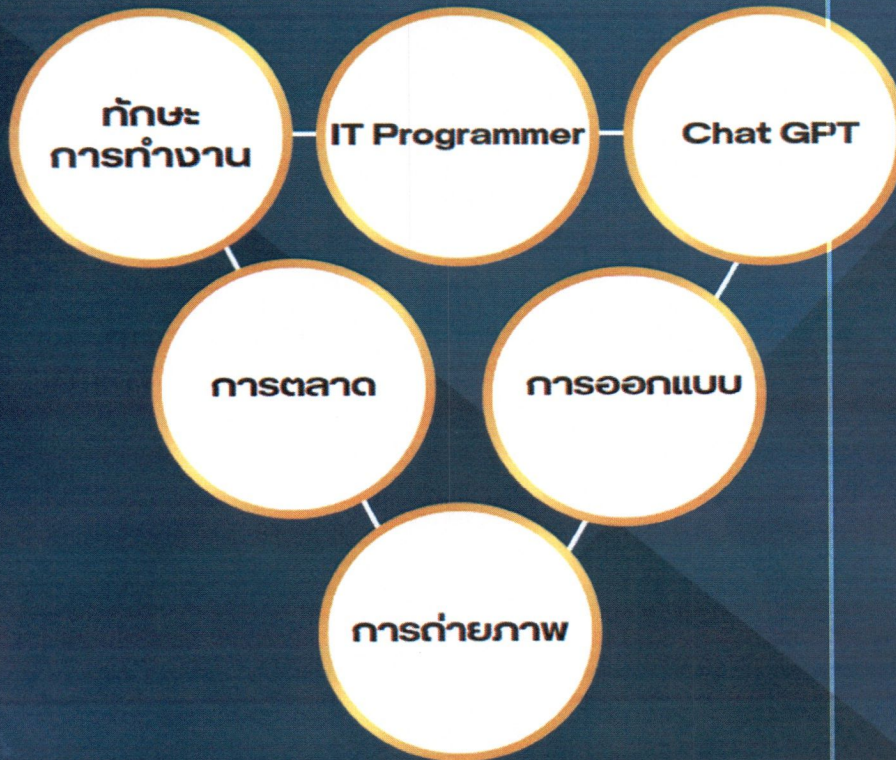 ทักษะ
การทำงาน
IT Programmer
Chat GPT
การตลาด
การออกแบบ
การถ่ายภาพ